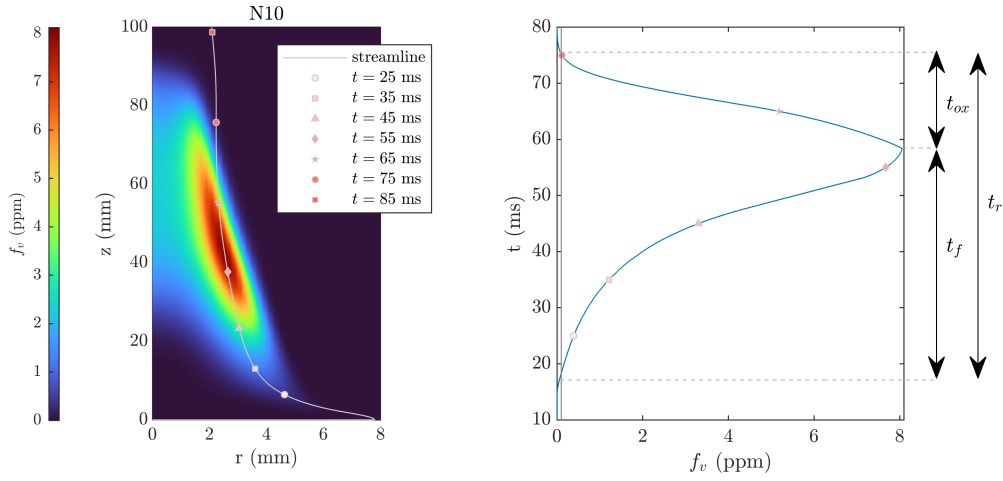 N10
8
7
6
5
4
3
2
1
0
f_v (ppm)
100
80
60
40
20
0
z (mm)
0 2 4 6 8
r (mm)
streamline
t = 25 ms
t = 35 ms
t = 45 ms
t = 55 ms
t = 65 ms
t = 75 ms
t = 85 ms
80
70
60
50
40
30
20
10
t (ms)
0 2 4 6 8
f_v (ppm)
t_ox
t_f
t_r